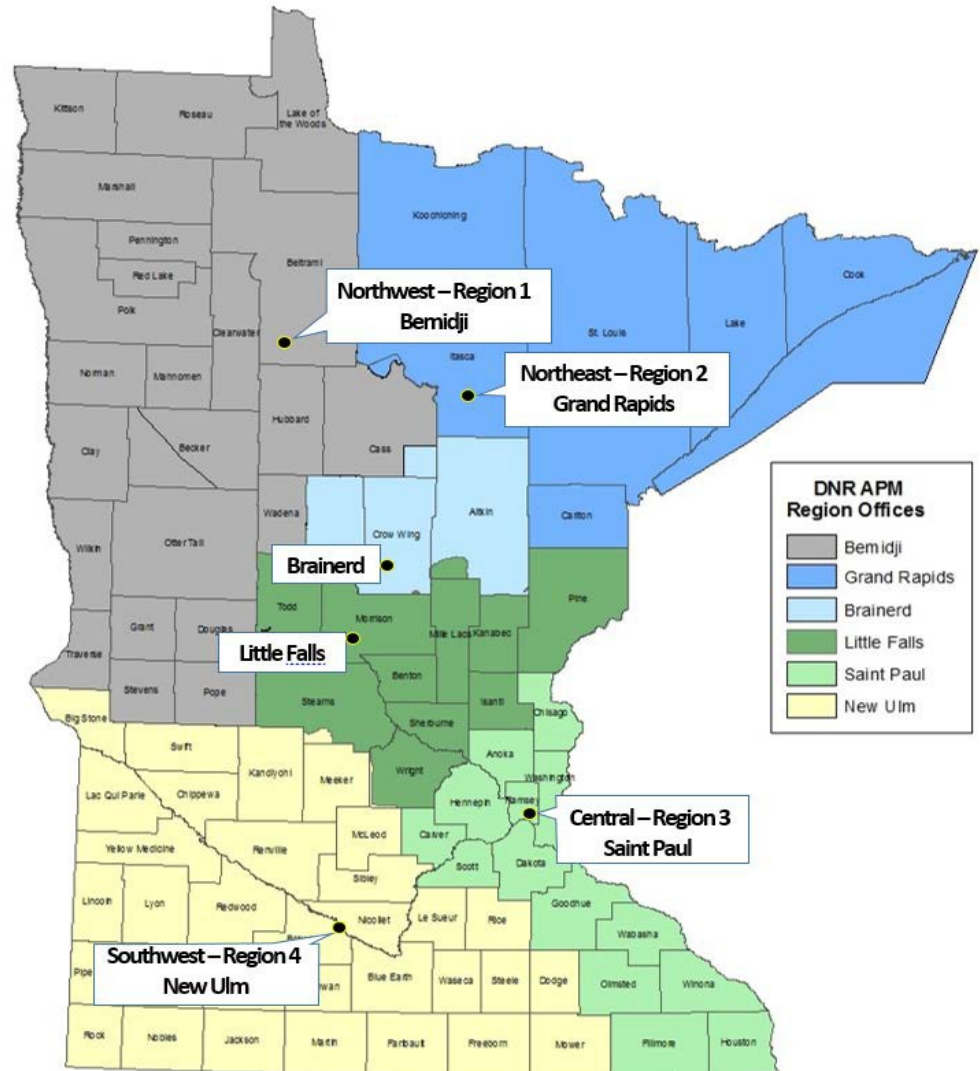 Kittson
Roseau
Lake of
the Woods
Marshall
Koochiching
Pennington
Beltrami
Red Lake
Cook
Polk
Clearwater
Northwest – Region 1
Bemidji
St. Louis
Lake
Itasca
Norman
Mahnomen
Northeast – Region 2
Grand Rapids
Hubbard
Clay
Becker
Cass
DNR APM
Region Offices
Bemidji
Grand Rapids
Brainerd
Little Falls
Saint Paul
New Ulm
Wadena
Aitkin
Carlton
Crow Wing
Wilkin
Otter Tail
Brainerd
Todd
Pine
Morrison
Grant
Douglas
Mille Lacs
Kanabec
Traverse
Little Falls
Benton
Stevens
Pope
Stearns
Isanti
Big Stone
Chisago
Sherburne
Swift
Anoka
Kandiyohi
Meeker
Wright
Washington
Lac Qui Parle
Chippewa
Hennepin
Ramsey
Central – Region 3
Saint Paul
McLeod
Carver
Yellow Medicine
Renville
Dakota
Scott
Sibley
Lincoln
Lyon
Redwood
Goodhue
Nicollet
Le Sueur
Rice
Wabasha
Southwest – Region 4
New Ulm
Pipe
Blue Earth
Waseca
Steele
Dodge
Olmsted
Winona
wan
Rock
Nobles
Jackson
Martin
Faribault
Freeborn
Mower
Fillmore
Houston